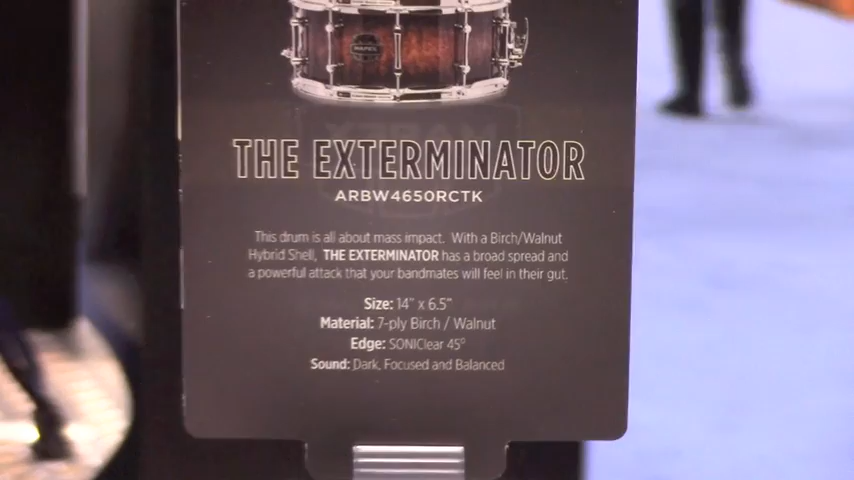 MAPEX
THE EXTERMINATOR
ARBW4650RCTK
This drum is all about mass impact. With a Birch/Walnut
Hybrid Shell, THE EXTERMINATOR has a broad spread and
a powerful attack that your bandmates will feel in their gut.
Size: 14" x 6.5"
Material: 7-ply Birch / Walnut
Edge: SONIClear 45º
Sound: Dark, Focused and Balanced